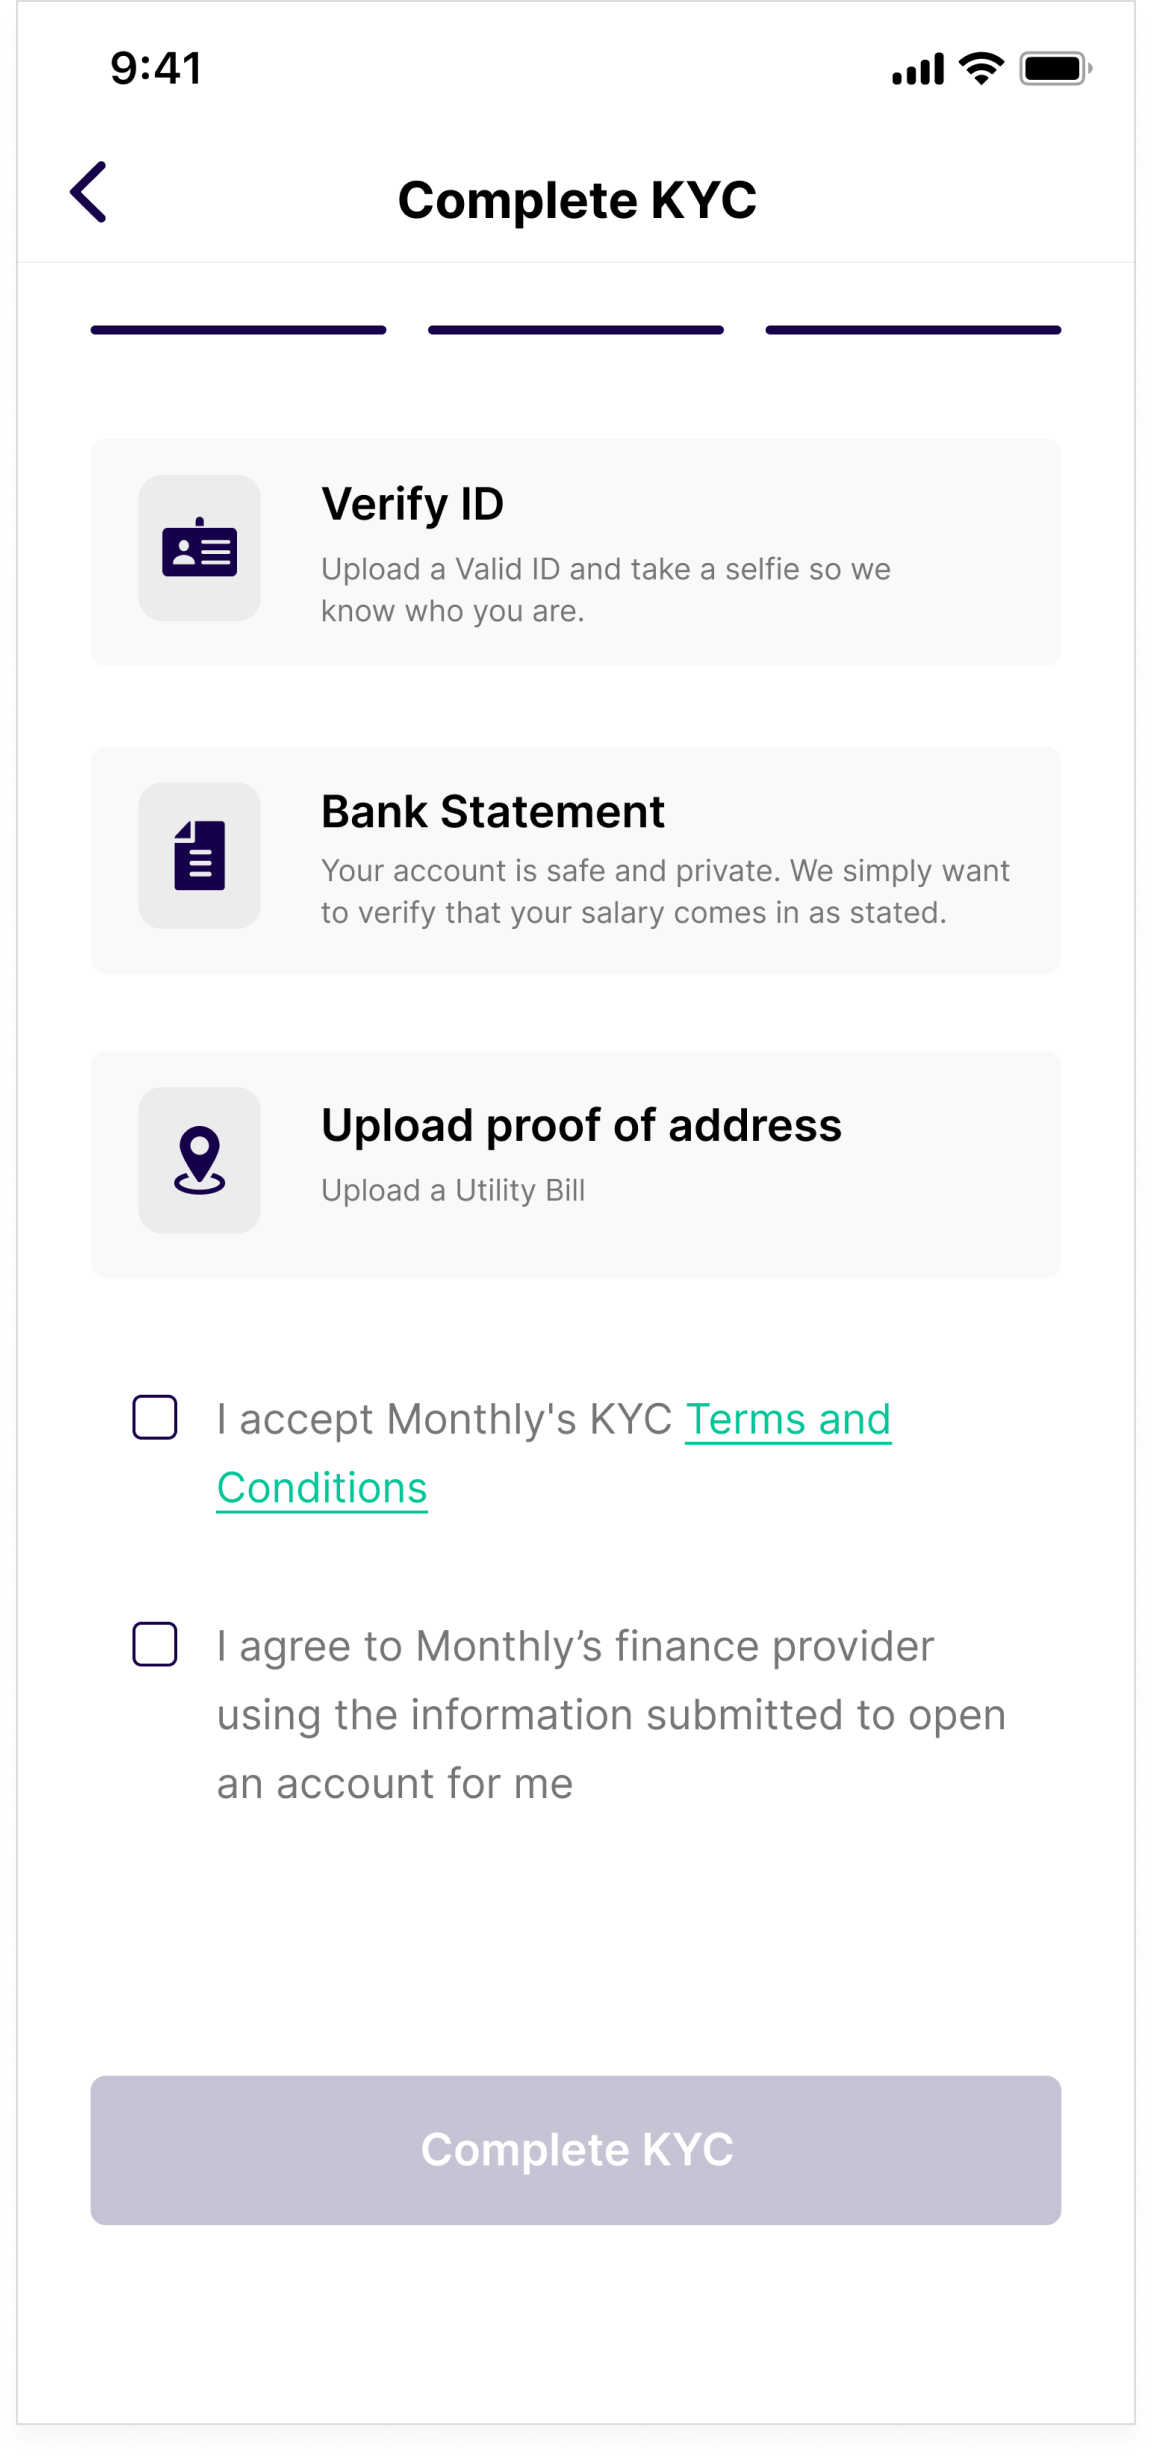 9:41
Complete KYC
Verify ID
Upload a Valid ID and take a selfie so we
know who you are.
Bank Statement
Your account is safe and private. We simply want
to verify that your salary comes in as stated.
Upload proof of address
Upload a Utility Bill
I accept Monthly's KYC Terms and
Conditions
I agree to Monthly’s finance provider
using the information submitted to open
an account for me
Complete KYC